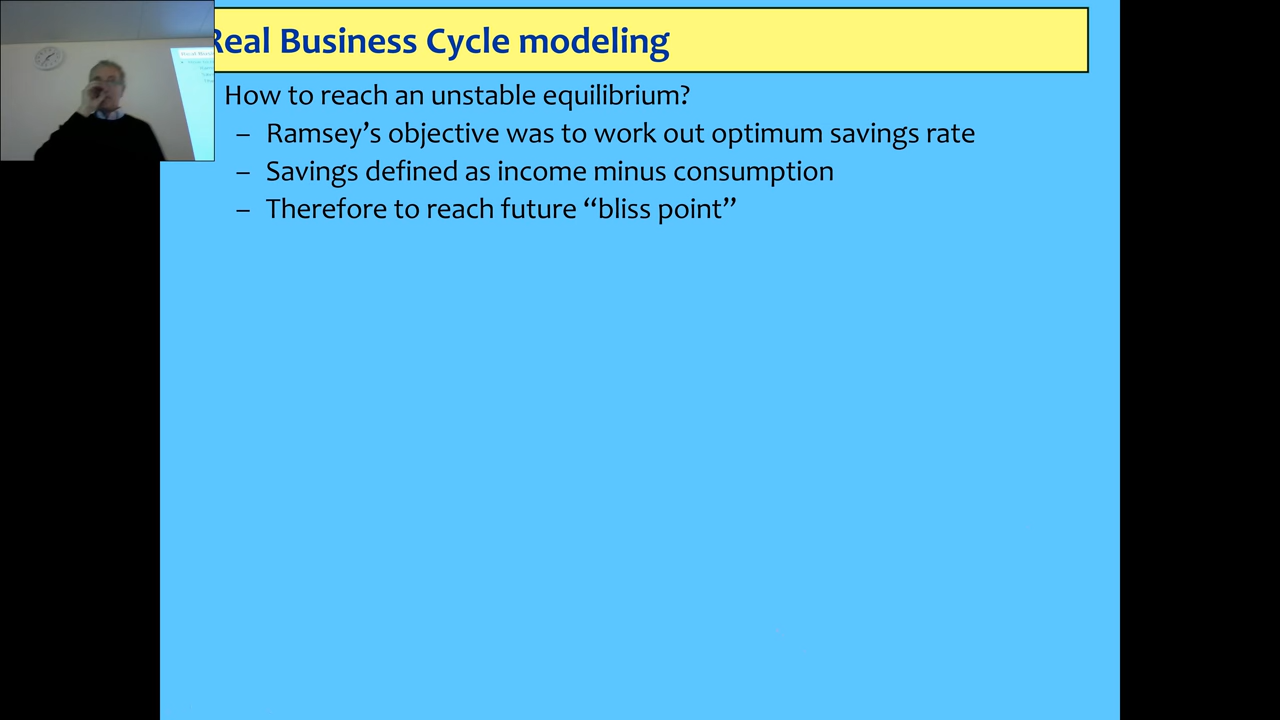 Real Business Cycle modeling
How to reach an unstable equilibrium?
– Ramsey’s objective was to work out optimum savings rate
– Savings defined as income minus consumption
– Therefore to reach future “bliss point”